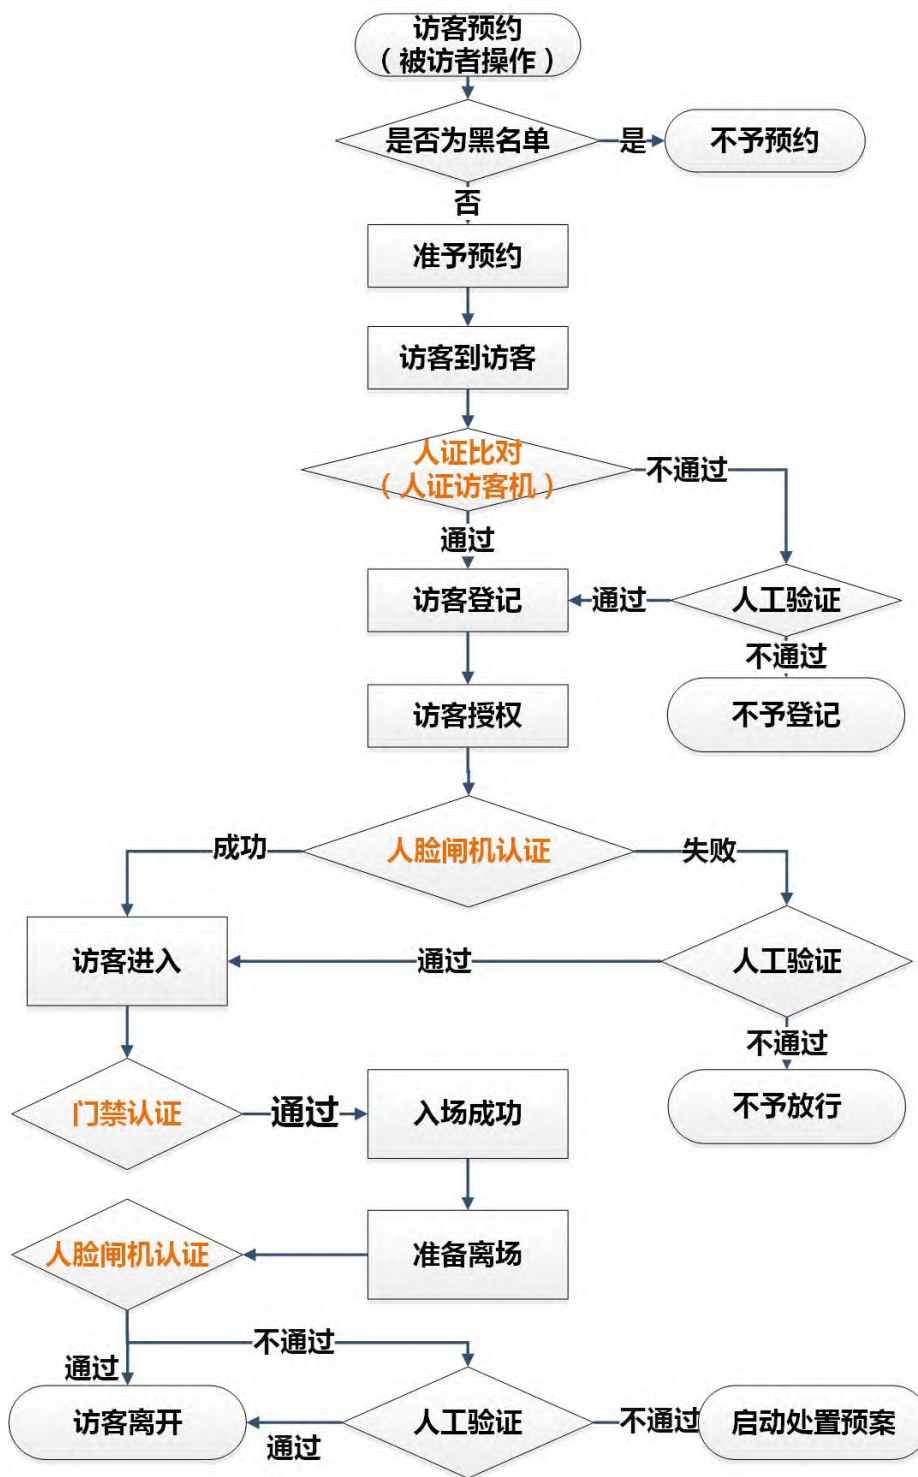 访客预约
（被访者操作）
是否为黑名单
是
不予预约
否
准予预约
访客到访客
人证比对
（人证访客机）
不通过
通过
访客登记
通过
人工验证
不通过
访客授权
不予登记
成功
人脸闸机认证
失败
访客进入
通过
人工验证
不通过
门禁认证
通过
入场成功
不予放行
人脸闸机认证
准备离场
不通过
通过
访客离开
通过
人工验证
不通过
启动处置预案